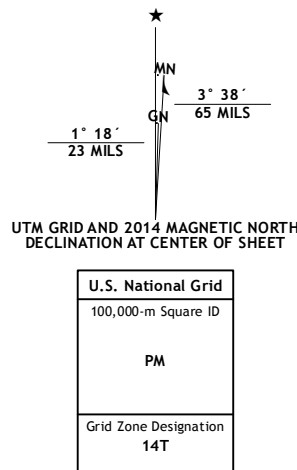 ★
MN
3° 38´
65 MILS
GN
1° 18´
23 MILS
UTM GRID AND 2014 MAGNETIC NORTH
DECLINATION AT CENTER OF SHEET
U.S. National Grid
100,000-m Square ID
PM
Grid Zone Designation
14T